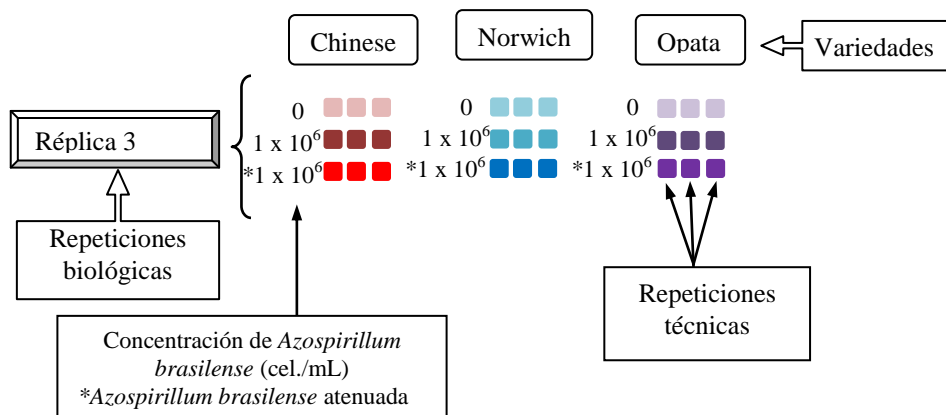 Chinese
Norwich
Opata
Variedades
Réplica 3
0
1 x 10⁶
*1 x 10⁶
0
1 x 10⁶
*1 x 10⁶
0
1 x 10⁶
*1 x 10⁶
Repeticiones
biológicas
Repeticiones
técnicas
Concentración de Azospirillum
brasilense (cel./mL)
*Azospirillum brasilense atenuada